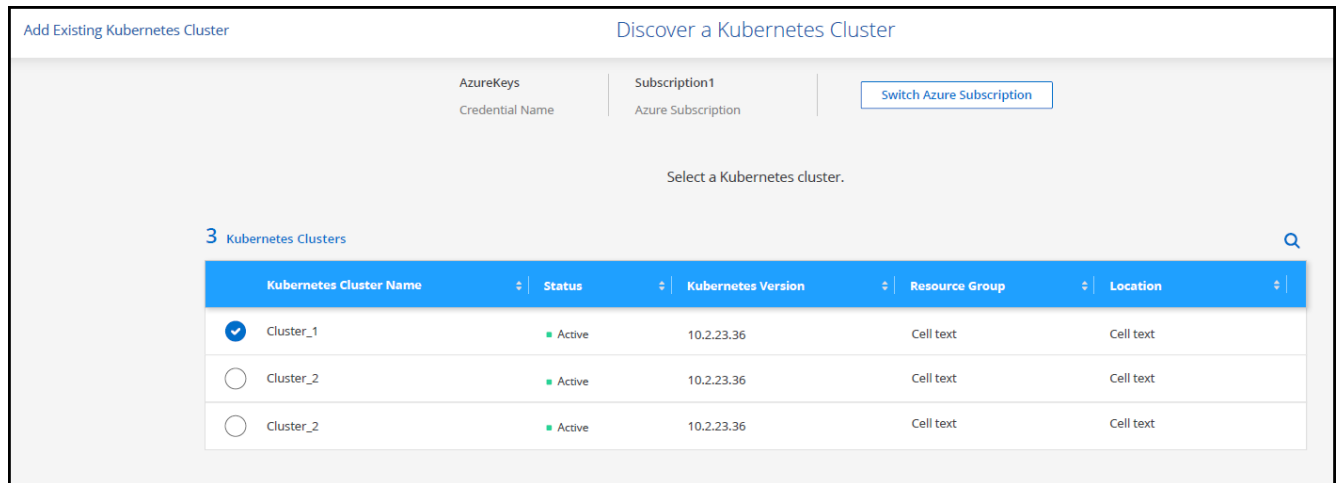 Add Existing Kubernetes Cluster Discover a Kubernetes Cluster
AzureKeys Subscription1 Switch Azure Subscription
Credential Name Azure Subscription
Select a Kubernetes cluster.
3 Kubernetes Clusters
Kubernetes Cluster Name Status Kubernetes Version Resource Group Location
Cluster_1 Active 10.2.23.36 Cell text Cell text
Cluster_2 Active 10.2.23.36 Cell text Cell text
Cluster_2 Active 10.2.23.36 Cell text Cell text